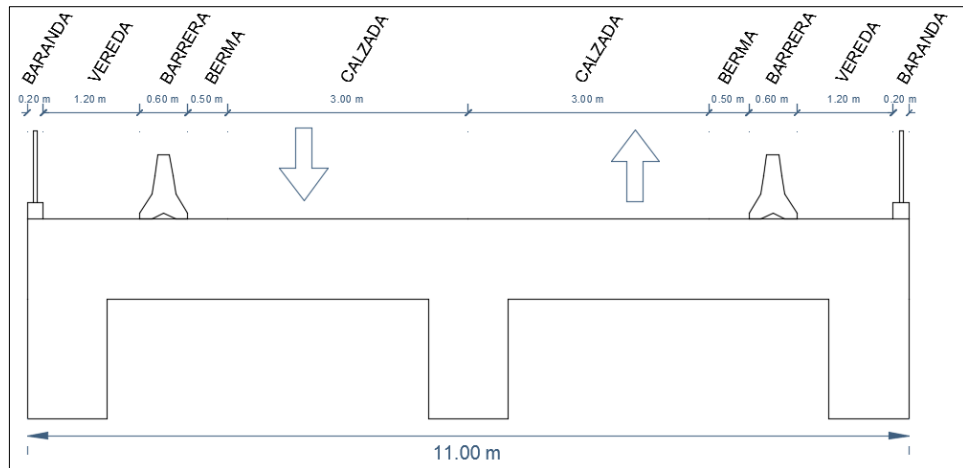 BARANDA
VEREDA
BARRERA
BERMA
CALZADA
CALZADA
BERMA
BARRERA
VEREDA
BARANDA
0.20 m
1.20 m
0.60 m
0.50 m
3.00 m
3.00 m
0.50 m
0.60 m
1.20 m
0.20 m
11.00 m